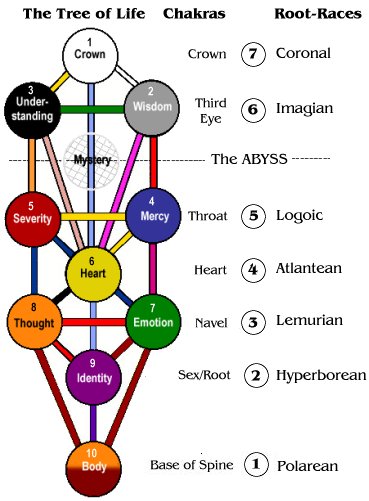 The Tree of Life Chakras Root-Races
1
Crown
Crown 7 Coronal
3
Under-
standing
2
Wisdom
Third
Eye
6 Imagian
Mystery
The ABYSS
5
Severity
4
Mercy
Throat 5 Logoic
6
Heart
Heart 4 Atlantean
8
Thought
7
Emotion
Navel 3 Lemurian
9
Identity
Sex/Root 2 Hyperborean
10
Body
Base of Spine 1 Polarean